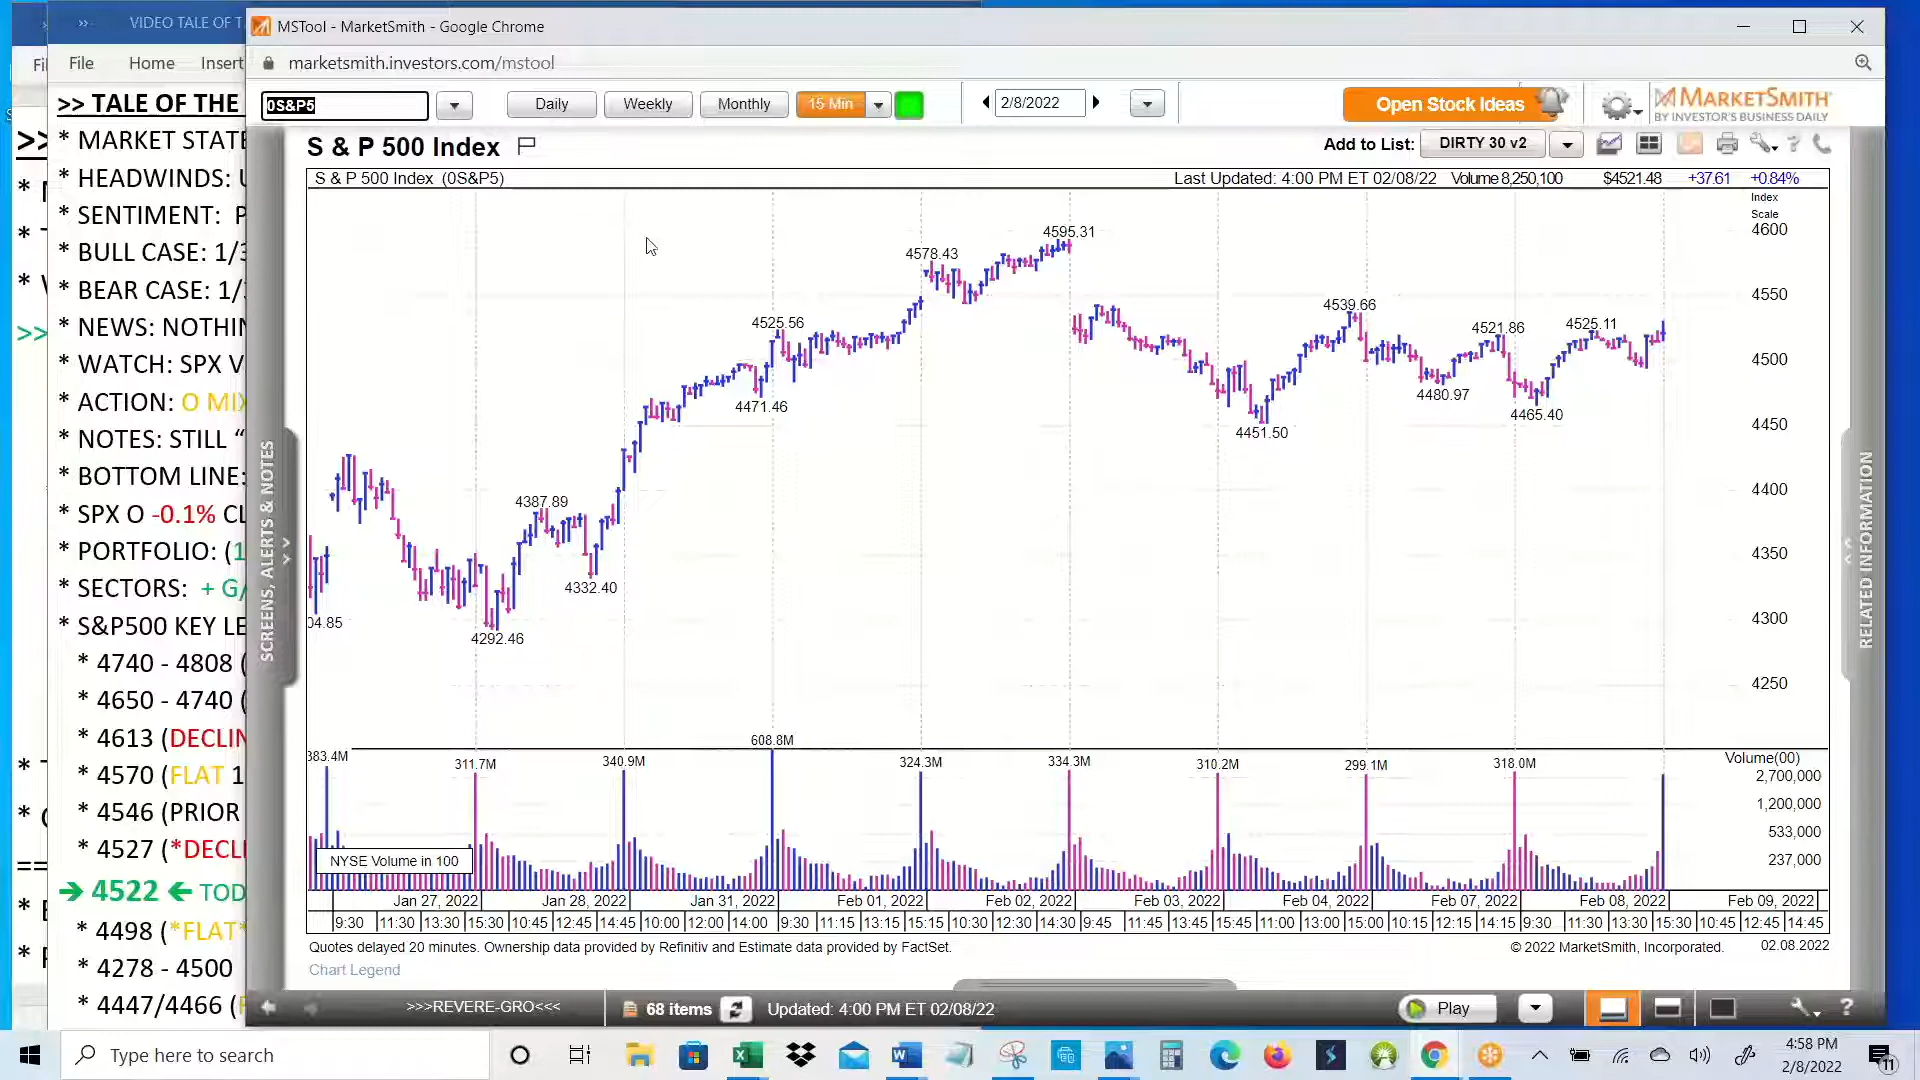 VIDEO TALE OF T
MSTool - MarketSmith - Google Chrome
File Home Insert
marketsmith.investors.com/mstool
0S&P5 Daily Weekly Monthly 15 Min 2/8/2022 Open Stock Ideas MARKETSMITH
BY INVESTOR'S BUSINESS DAILY
S & P 500 Index Add to List: DIRTY 30 v2
S & P 500 Index (0S&P5) Last Updated: 4:00 PM ET 02/08/22 Volume 8,250,100 $4521.48 +37.61 +0.84%
>> TALE OF THE
* MARKET STATE
* HEADWINDS:
* SENTIMENT: P
* BULL CASE: 1/3
* BEAR CASE: 1/3
* NEWS: NOTHIN
* WATCH: SPX V
* ACTION: O MIX
* NOTES: STILL “
* BOTTOM LINE:
* SPX O -0.1% CL
* PORTFOLIO: (1
* SECTORS: + G/
* S&P500 KEY LE
* 4740 - 4808 (
* 4650 - 4740 (
* 4613 (DECLIN
* 4570 (FLAT 1
* 4546 (PRIOR
* 4527 (*DECLI
➔ 4522 ← TOD
* 4498 (*FLAT*
* 4278 - 4500
* 4447/4466 (
SCREENS, ALERTS & NOTES
RELATED INFORMATION
Index
Scale
4600
4550
4500
4450
4400
4350
4300
4250
4595.31
4578.43
4539.66
4525.56
4521.86
4525.11
4471.46
4480.97
4465.40
4451.50
4387.89
4332.40
04.85
4292.46
608.8M
383.4M 311.7M 340.9M 324.3M 334.3M 310.2M 299.1M 318.0M
Volume(00)
2,700,000
1,200,000
533,000
237,000
NYSE Volume in 100
Jan 27, 2022 Jan 28, 2022 Jan 31, 2022 Feb 01, 2022 Feb 02, 2022 Feb 03, 2022 Feb 04, 2022 Feb 07, 2022 Feb 08, 2022 Feb 09, 2022
9:30 11:30 13:30 15:30 10:45 12:45 14:45 10:00 12:00 14:00 9:30 11:15 13:15 15:15 10:30 12:30 14:30 9:45 11:45 13:45 15:45 11:00 13:00 15:00 10:15 12:15 14:15 9:30 11:30 13:30 15:30 10:45 12:45 14:45
Quotes delayed 20 minutes. Ownership data provided by Refinitiv and Estimate data provided by FactSet. © 2022 MarketSmith, Incorporated. 02.08.2022
Chart Legend
>>>REVERE-GRO<<< 68 items Updated: 4:00 PM ET 02/08/22 Play
Type here to search
4:58 PM
2/8/2022
11